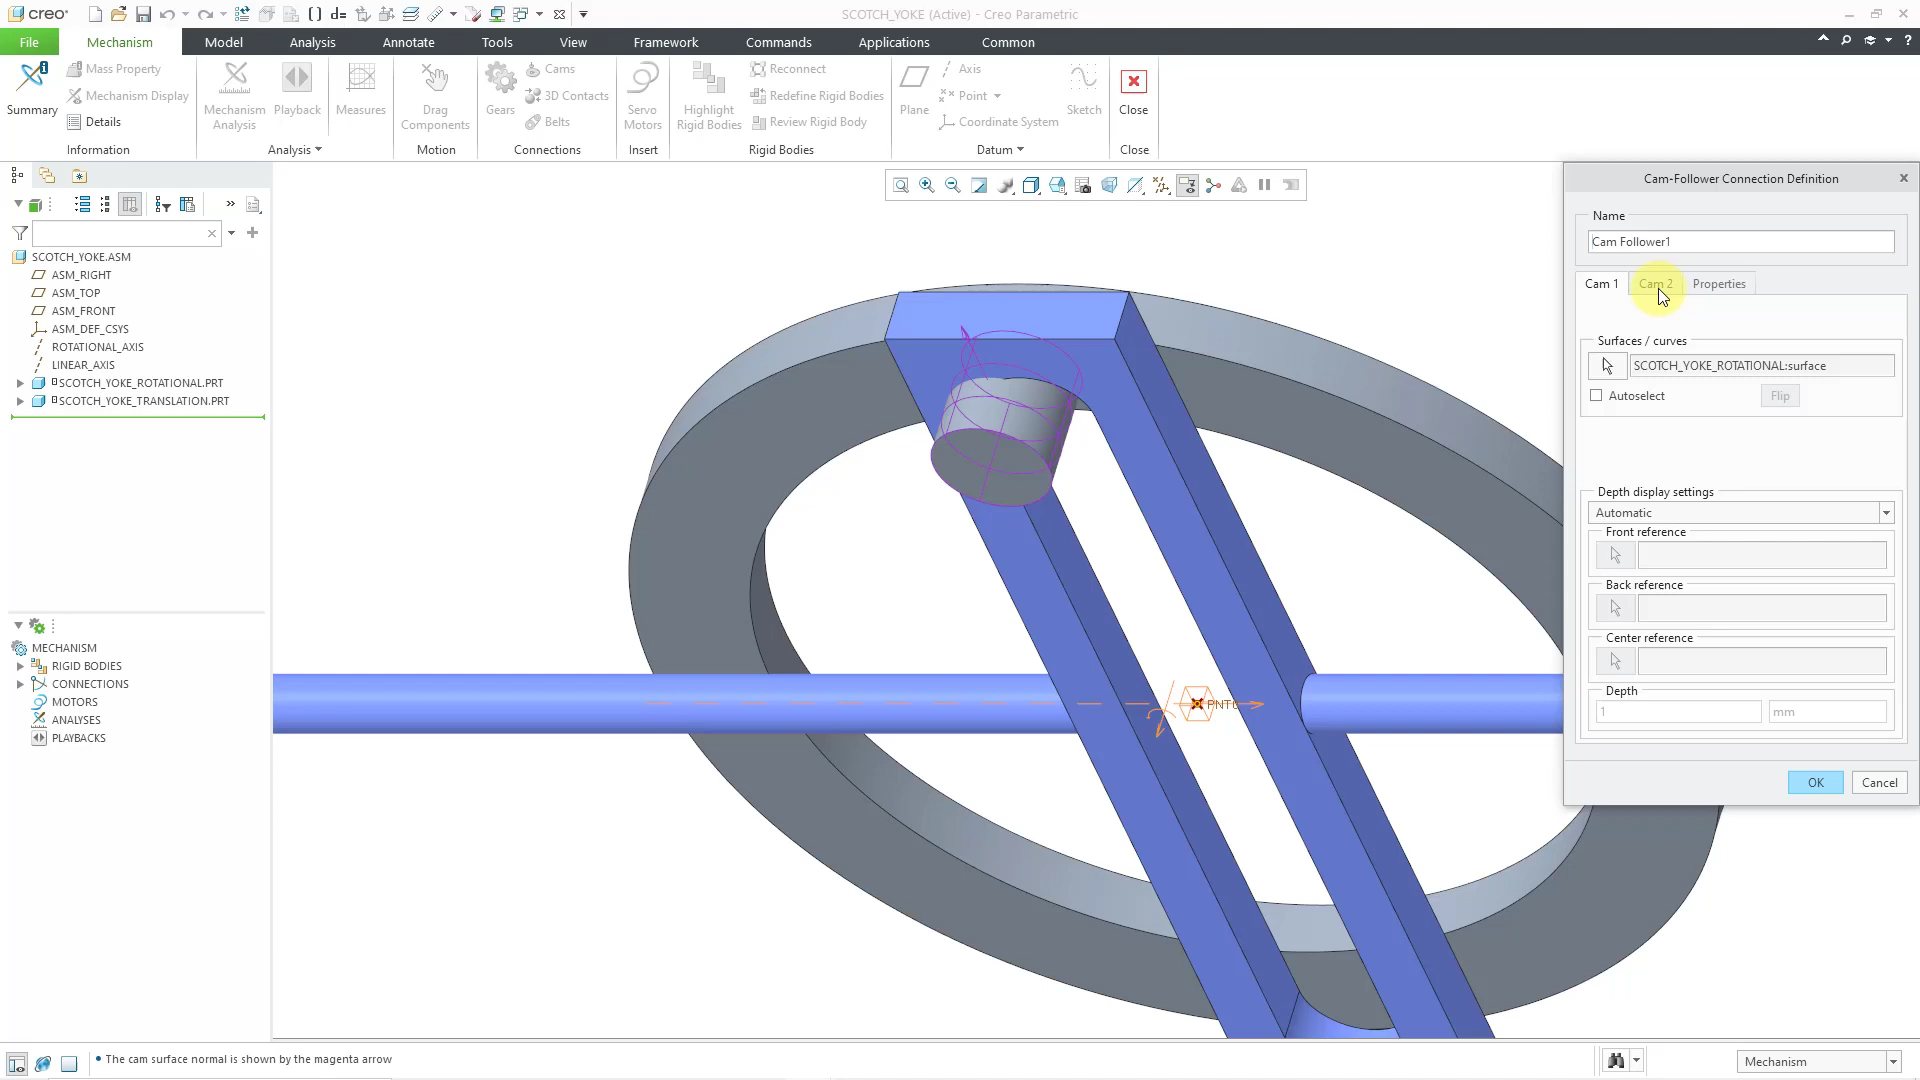 creo
SCOTCH_YOKE (Active) - Creo Parametric
File
Mechanism
Model
Analysis
Annotate
Tools
View
Framework
Commands
Applications
Common
Summary
Mass Property
Mechanism Display
Details
Information
Mechanism Analysis
Playback
Measures
Analysis
Drag Components
Motion
Gears
Cams
3D Contacts
Belts
Connections
Servo Motors
Insert
Highlight Rigid Bodies
Reconnect
Redefine Rigid Bodies
Review Rigid Body
Rigid Bodies
Plane
Axis
Point
Coordinate System
Sketch
Datum
Close
Close
SCOTCH_YOKE.ASM
ASM_RIGHT
ASM_TOP
ASM_FRONT
ASM_DEF_CSYS
ROTATIONAL_AXIS
LINEAR_AXIS
SCOTCH_YOKE_ROTATIONAL.PRT
SCOTCH_YOKE_TRANSLATION.PRT
MECHANISM
RIGID BODIES
CONNECTIONS
MOTORS
ANALYSES
PLAYBACKS
PNT0
Cam-Follower Connection Definition
Name
Cam Follower1
Cam 1
Cam 2
Properties
Surfaces / curves
SCOTCH_YOKE_ROTATIONAL:surface
Autoselect
Flip
Depth display settings
Automatic
Front reference
Back reference
Center reference
Depth
1
mm
OK
Cancel
The cam surface normal is shown by the magenta arrow
Mechanism